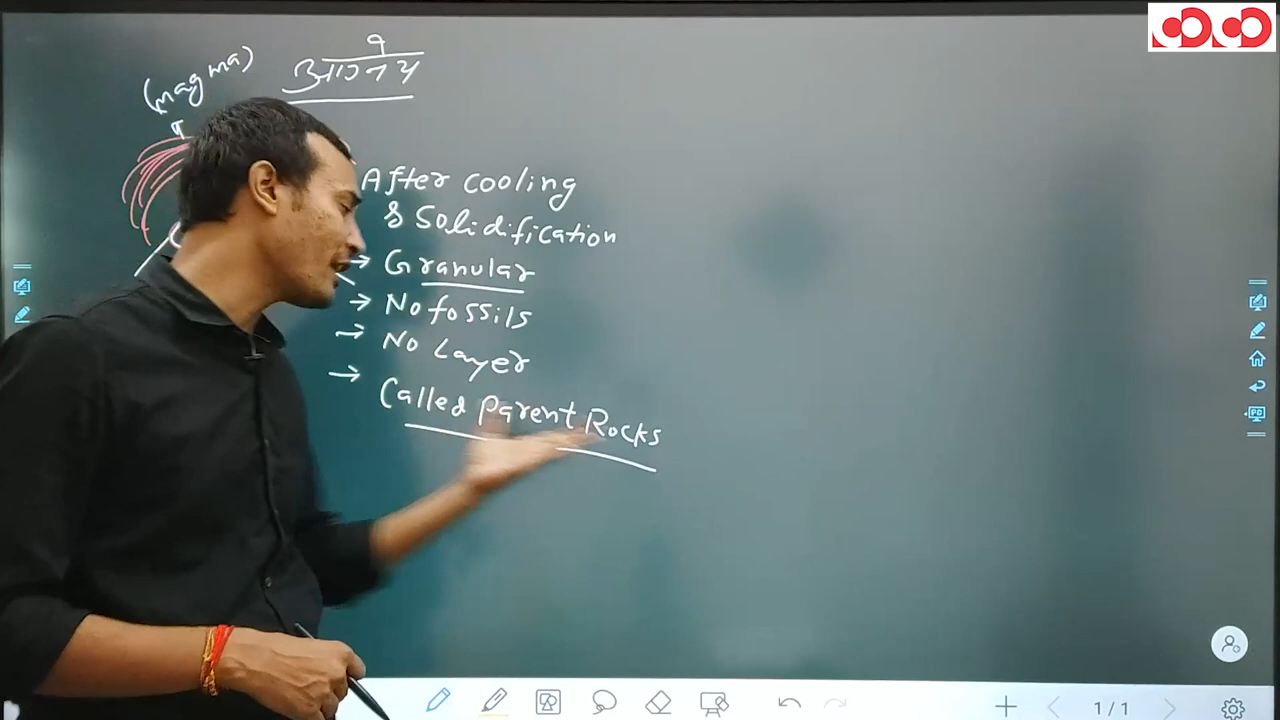 (magma)
आग्नेय
After cooling
& Solidification
→ Granular
→ No fossils
→ No Layer
→ Called Parent Rocks
1/1